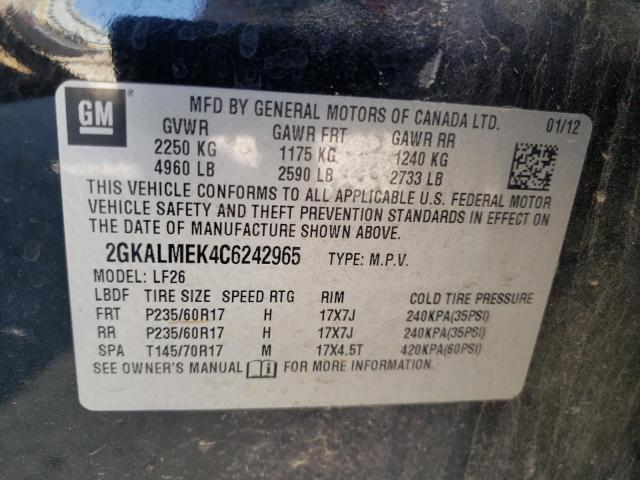 GM
MFD BY GENERAL MOTORS OF CANADA LTD. 01/12
GVWR GAWR FRT GAWR RR
2250 KG 1175 KG 1240 KG
4960 LB 2590 LB 2733 LB
THIS VEHICLE CONFORMS TO ALL APPLICABLE U.S. FEDERAL MOTOR
VEHICLE SAFETY AND THEFT PREVENTION STANDARDS IN EFFECT ON
THE DATE OF MANUFACTURE SHOWN ABOVE.
2GKALMEK4C6242965 TYPE: M.P.V.
MODEL: LF26
LBDF TIRE SIZE SPEED RTG RIM COLD TIRE PRESSURE
FRT P235/60R17 H 17X7J 240KPA(35PSI)
RR P235/60R17 H 17X7J 240KPA(35PSI)
SPA T145/70R17 M 17X4.5T 420KPA(60PSI)
SEE OWNER'S MANUAL FOR MORE INFORMATION